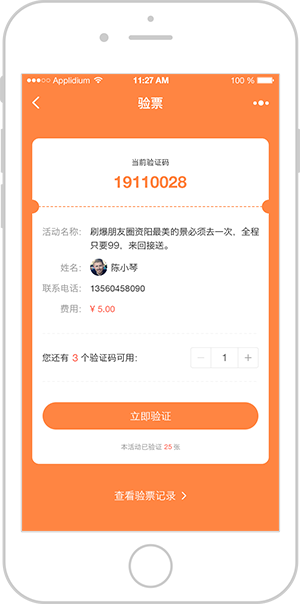 Applidium 11:27 AM 100 %
验票
当前验证码
19110028
活动名称： 刷爆朋友圈资阳最美的景必须去一次，全程
只要99，来回接送。
姓名： 陈小琴
联系电话： 13560458090
费用： ¥ 5.00
您还有 3 个验证码可用： − 1 +
立即验证
本活动已验证 25 张
查看验票记录